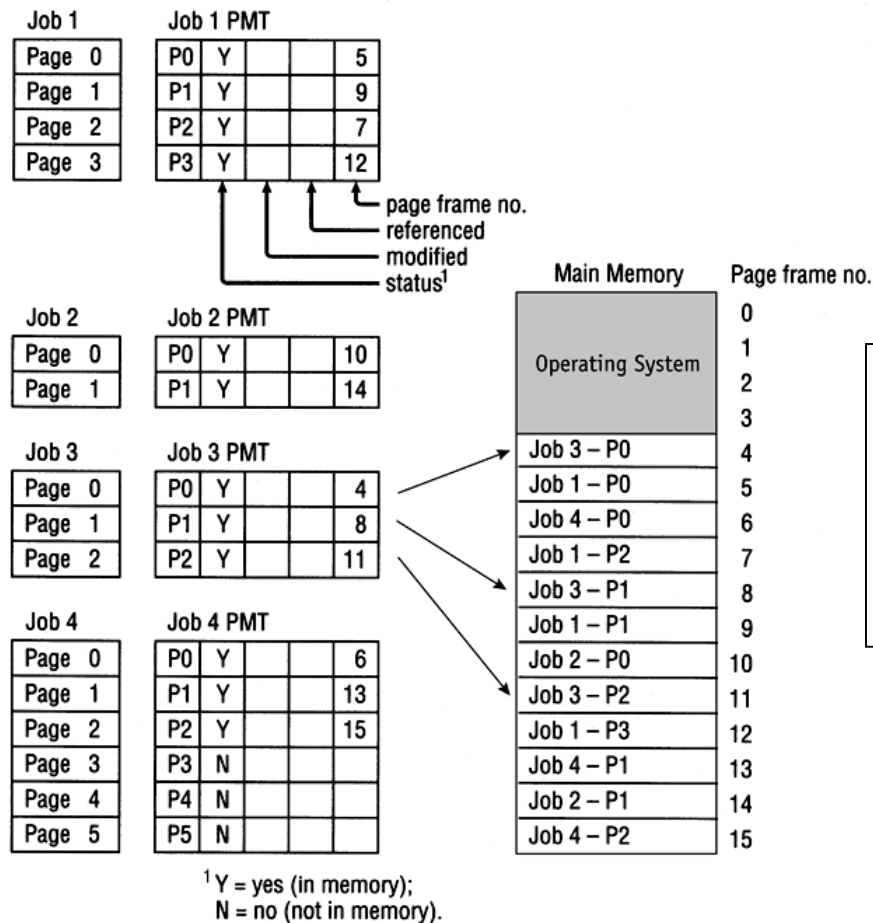 Job 1
Job 1 PMT
Page 0
P0 Y 5
Page 1
P1 Y 9
Page 2
P2 Y 7
Page 3
P3 Y 12
page frame no.
referenced
modified
status1
Main Memory
Page frame no.
0
Operating System
1
2
3
Job 2
Job 2 PMT
Page 0
P0 Y 10
Page 1
P1 Y 14
Job 3
Job 3 PMT
Page 0
P0 Y 4
Page 1
P1 Y 8
Page 2
P2 Y 11
Job 4
Job 4 PMT
Page 0
P0 Y 6
Page 1
P1 Y 13
Page 2
P2 Y 15
Page 3
P3 N
Page 4
P4 N
Page 5
P5 N
Job 3 – P0 4
Job 1 – P0 5
Job 4 – P0 6
Job 1 – P2 7
Job 3 – P1 8
Job 1 – P1 9
Job 2 – P0 10
Job 3 – P2 11
Job 1 – P3 12
Job 4 – P1 13
Job 2 – P1 14
Job 4 – P2 15
1 Y = yes (in memory);
N = no (not in memory).